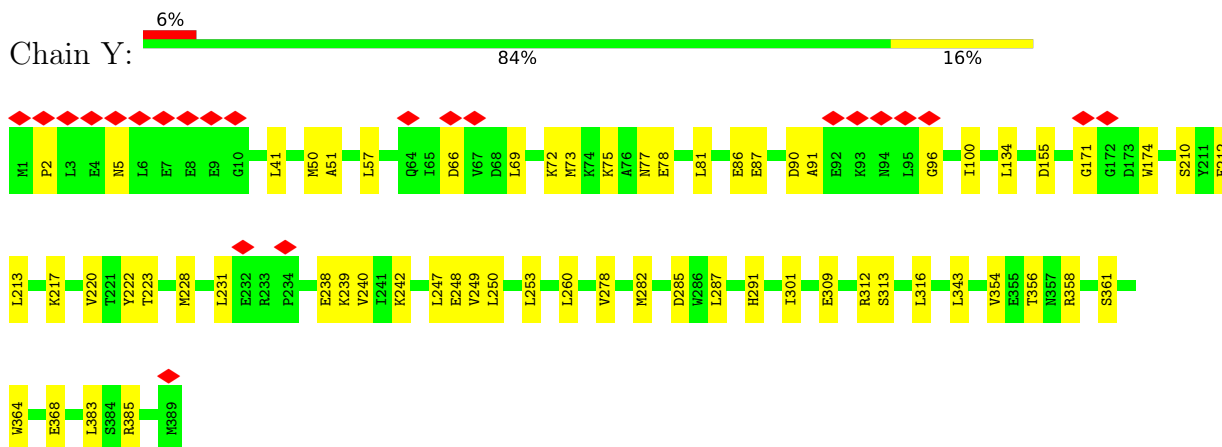 6%
Chain Y:
84% 16%
M1 P2 L3 E4 N5 L6 E7 E8 E9 G10 L41 M50 A51 L57 Q64 I65 D66 V67 D68 L69 K72 M73 K74 K75 A76 N77 E78 L81 E86 E87 D90 A91 E92 K93 N94 L95 G96 I100 L134 D155 G171 G172 D173 W174 S210 Y211
L213 K217 V220 T221 Y222 T223 M228 L231 E232 R233 P234 E238 K239 V240 I241 K242 L247 E248 V249 L250 L253 L260 V278 M282 D285 W286 L287 H291 I301 E309 R312 S313 L316 L343 V354 E355 T356 N357 R358 S361
W364 E368 L383 S384 R385 M389